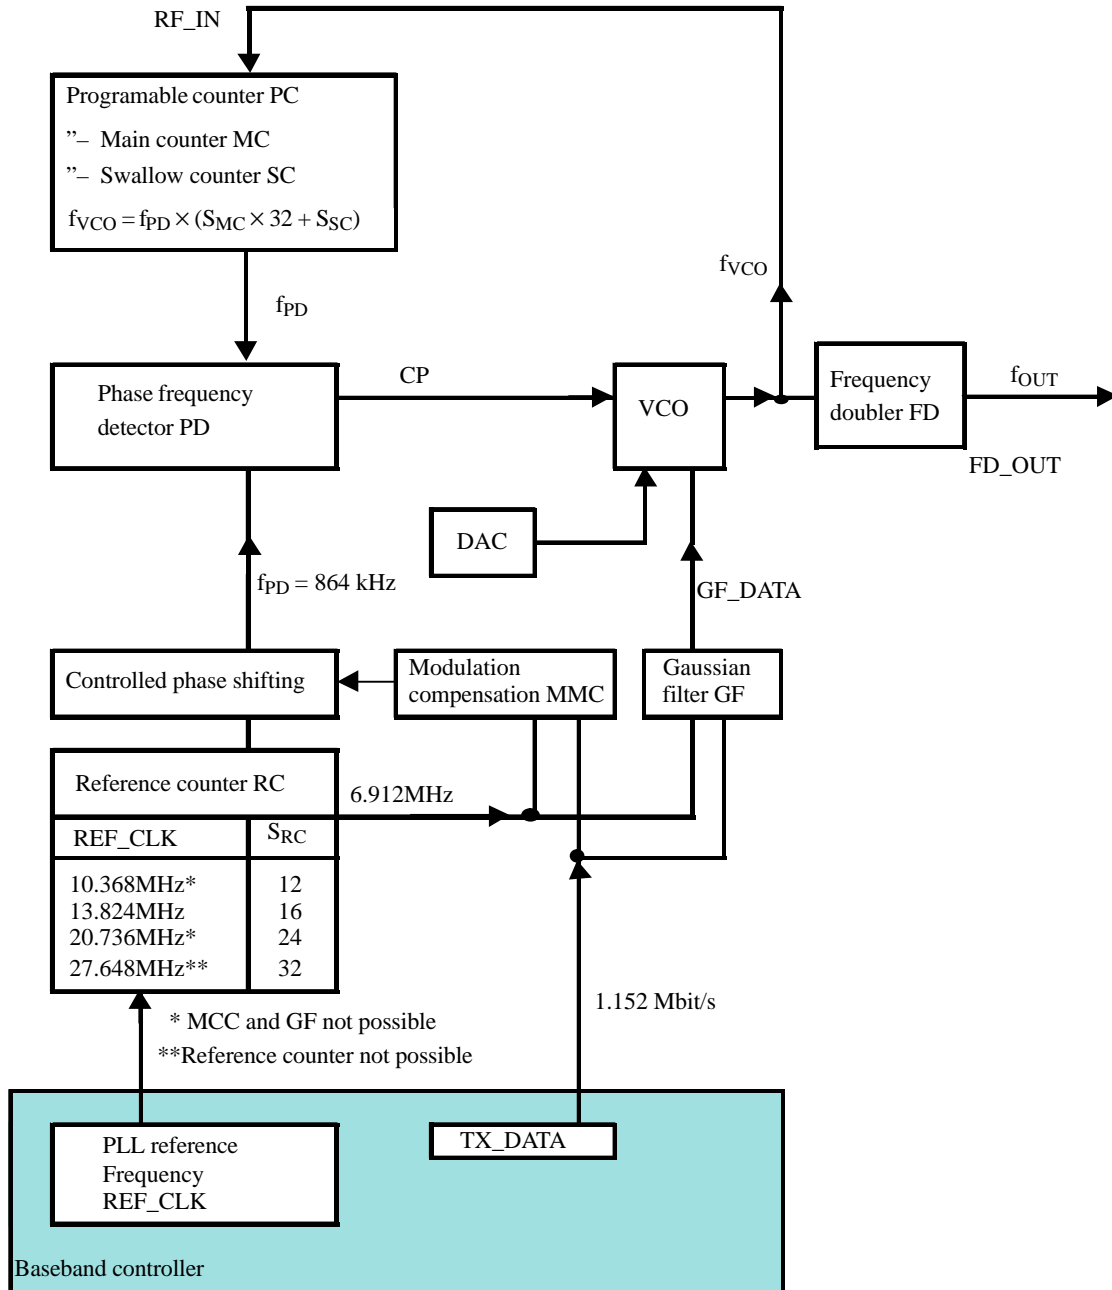 RF_IN
Programable counter PC
”– Main counter MC
”– Swallow counter SC
fVCO = fPD × (SMC × 32 + SSC)
fVCO
fPD
Phase frequency
detector PD
CP
VCO
Frequency
doubler FD
fOUT
FD_OUT
DAC
fPD = 864 kHz
GF_DATA
Controlled phase shifting
Modulation
compensation MMC
Gaussian
filter GF
Reference counter RC
6.912MHz
REF_CLK SRC
10.368MHz* 12
13.824MHz 16
20.736MHz* 24
27.648MHz** 32
1.152 Mbit/s
* MCC and GF not possible
**Reference counter not possible
PLL reference
Frequency
REF_CLK
TX_DATA
Baseband controller